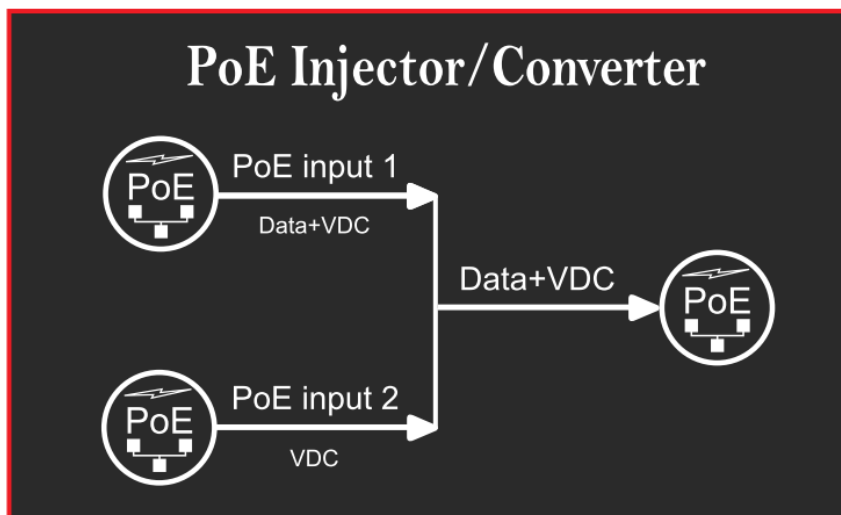 PoE Injector/Converter
PoE
PoE input 1
Data+VDC
Data+VDC
PoE
PoE
PoE input 2
VDC